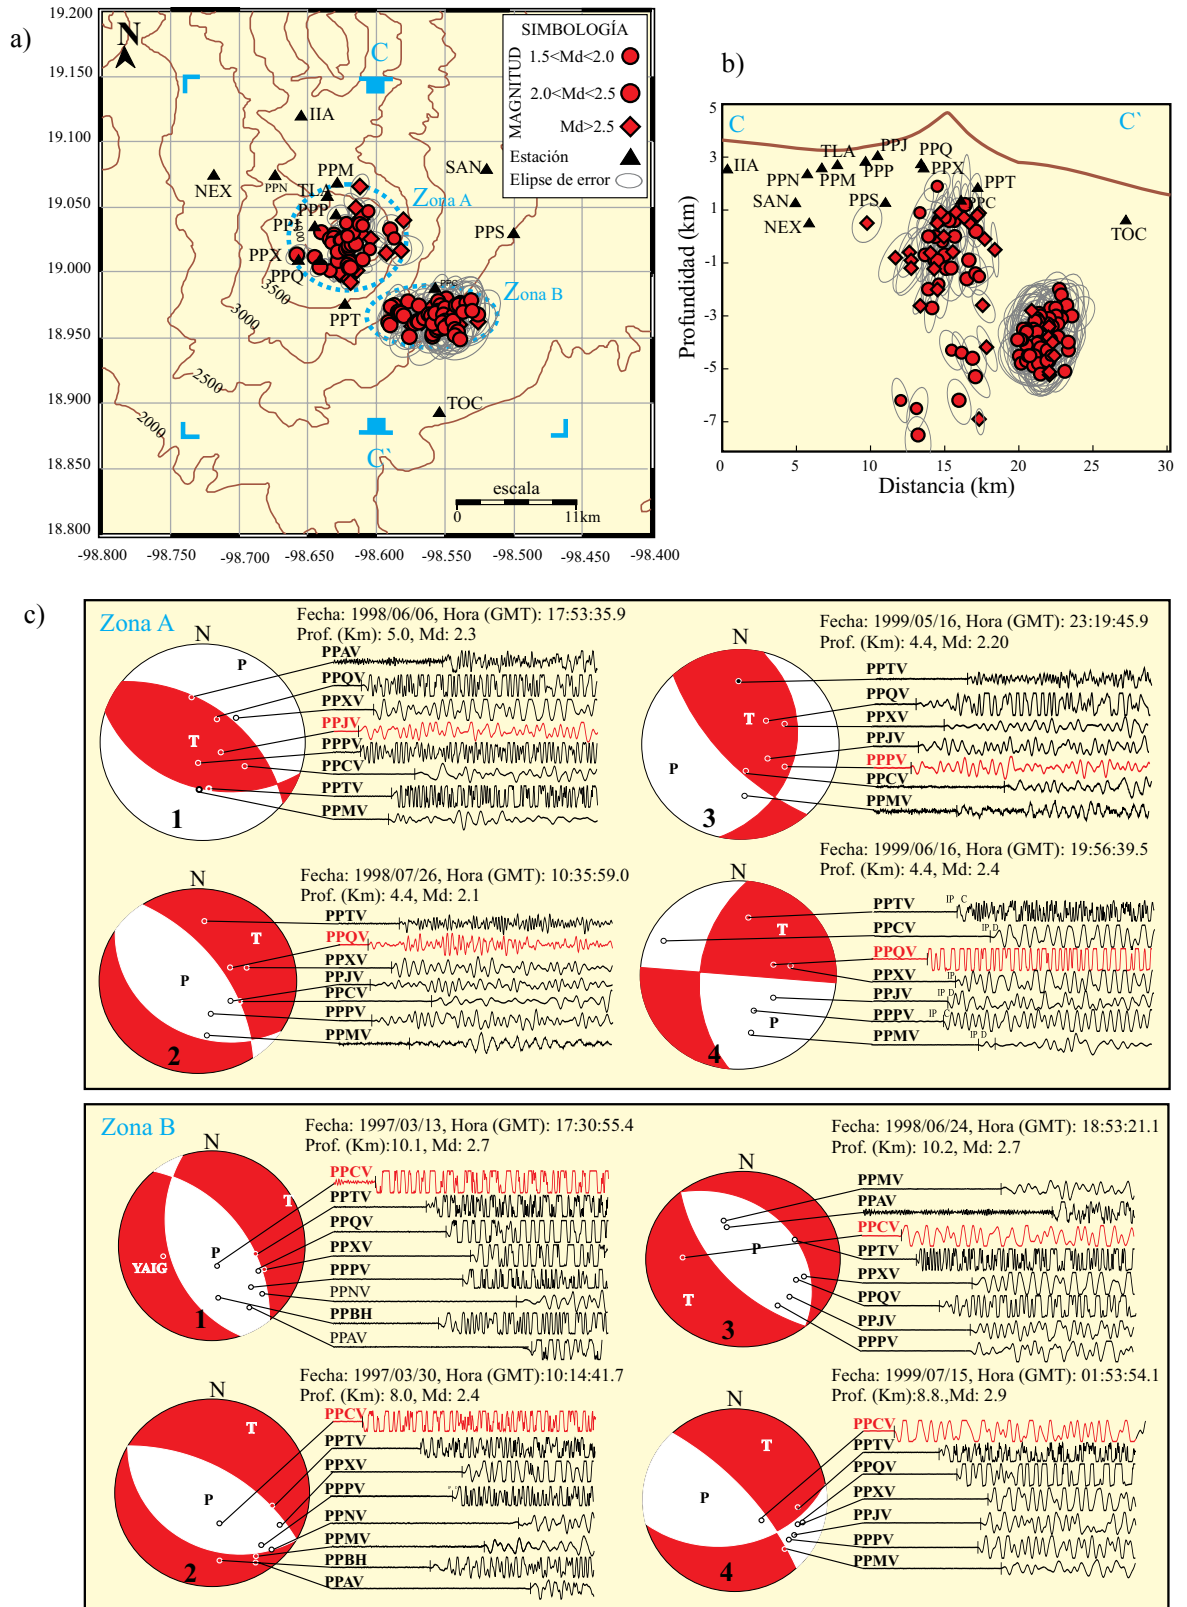 a)
19.200
19.150
19.100
19.050
19.000
18.950
18.900
18.850
18.800
-98.800
-98.750
-98.700
-98.650
-98.600
-98.550
-98.500
-98.450
-98.400
N
C
C`
SIMBOLOGÍA
MAGNITUD
1.5<Md<2.0
2.0<Md<2.5
Md>2.5
Estación
Elipse de error
IIA
NEX
PPN
PPM
TLA
PPP
PPJ
PPX
PPQ
PPT
SAN
PPS
PPC
TOC
Zona A
Zona B
3500
3000
2500
2000
escala
0
11km
b)
C
C`
5
3
1
-1
-3
-5
-7
Profundidad (km)
0
5
10
15
20
25
30
Distancia (km)
IIA
PPN
TLA
PPM
PPJ
PPP
PPQ
PPX
PPT
PPC
SAN
NEX
PPS
TOC
c)
Zona A
Fecha: 1998/06/06, Hora (GMT): 17:53:35.9
Prof. (Km): 5.0, Md: 2.3
N
P
T
1
PPAV
PPQV
PPXV
PPJV
PPPV
PPCV
PPTV
PPMV
Fecha: 1999/05/16, Hora (GMT): 23:19:45.9
Prof. (Km): 4.4, Md: 2.20
N
T
P
3
PPTV
PPQV
PPXV
PPJV
PPPV
PPCV
PPMV
Fecha: 1998/07/26, Hora (GMT): 10:35:59.0
Prof. (Km): 4.4, Md: 2.1
N
T
P
2
PPTV
PPQV
PPXV
PPJV
PPCV
PPPV
PPMV
Fecha: 1999/06/16, Hora (GMT): 19:56:39.5
Prof. (Km): 4.4, Md: 2.4
N
T
P
4
PPTV
IP C
PPCV
IP D
PPQV
PPXV
IP
PPJV
IP D
PPPV
IP C
PPMV
IP D
Zona B
Fecha: 1997/03/13, Hora (GMT): 17:30:55.4
Prof. (Km):10.1, Md: 2.7
N
T
P
YAIG
1
PPCV
PPTV
PPQV
PPXV
PPPV
PPNV
PPBH
PPAV
Fecha: 1998/06/24, Hora (GMT): 18:53:21.1
Prof. (Km): 10.2, Md: 2.7
N
P
T
3
PPMV
PPAV
PPCV
PPTV
PPXV
PPQV
PPJV
PPPV
Fecha: 1997/03/30, Hora (GMT):10:14:41.7
Prof. (Km): 8.0, Md: 2.4
N
T
P
2
PPCV
PPTV
PPXV
PPPV
PPNV
PPMV
PPBH
PPAV
Fecha: 1999/07/15, Hora (GMT): 01:53:54.1
Prof.(Km):8.8.,Md: 2.9
N
T
P
4
PPCV
PPTV
PPQV
PPXV
PPJV
PPPV
PPMV